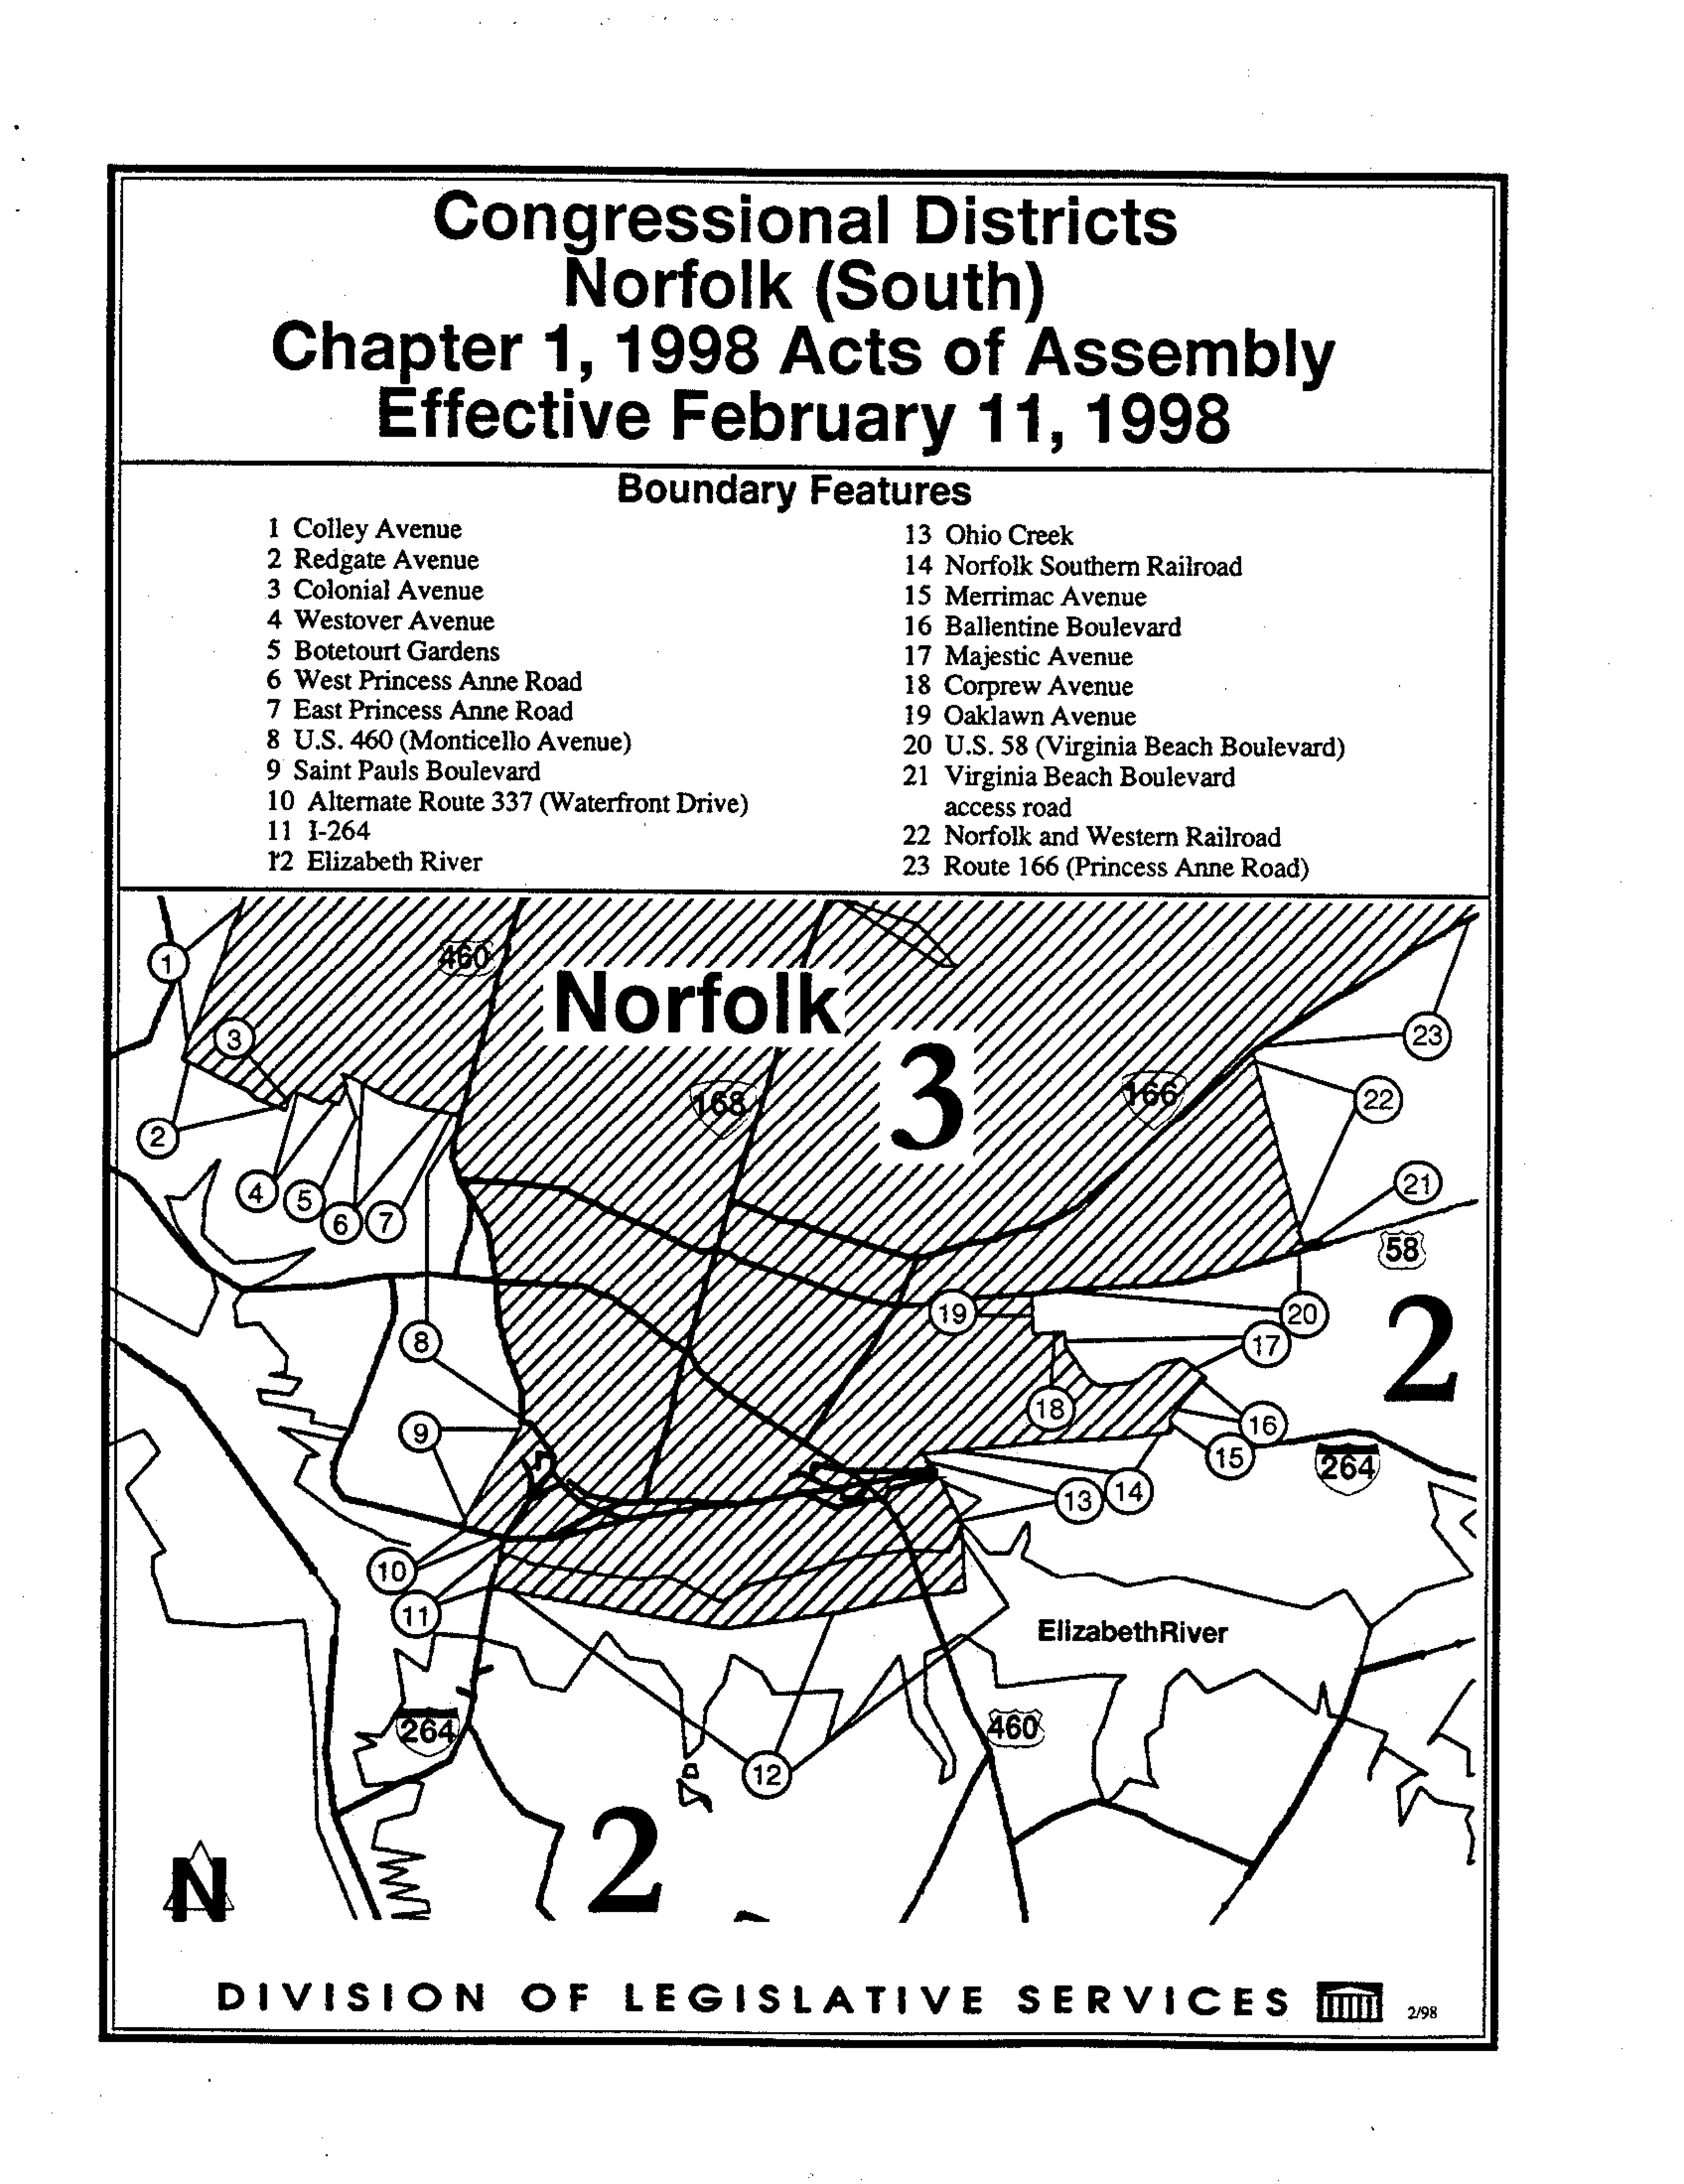 Congressional Districts
Norfolk (South)
Chapter 1, 1998 Acts of Assembly
Effective February 11, 1998
Boundary Features
1 Colley Avenue
2 Redgate Avenue
3 Colonial Avenue
4 Westover Avenue
5 Botetourt Gardens
6 West Princess Anne Road
7 East Princess Anne Road
8 U.S. 460 (Monticello Avenue)
9 Saint Pauls Boulevard
10 Alternate Route 337 (Waterfront Drive)
11 I-264
12 Elizabeth River
13 Ohio Creek
14 Norfolk Southern Railroad
15 Merrimac Avenue
16 Ballentine Boulevard
17 Majestic Avenue
18 Corprew Avenue
19 Oaklawn Avenue
20 U.S. 58 (Virginia Beach Boulevard)
21 Virginia Beach Boulevard
access road
22 Norfolk and Western Railroad
23 Route 166 (Princess Anne Road)
1
460
Norfolk
3
23
3
168
166
22
2
4
5
6
7
21
58
19
20
2
8
17
18
9
16
15
264
14
13
10
11
ElizabethRiver
264
460
12
2
N
DIVISION OF LEGISLATIVE SERVICES
2/98